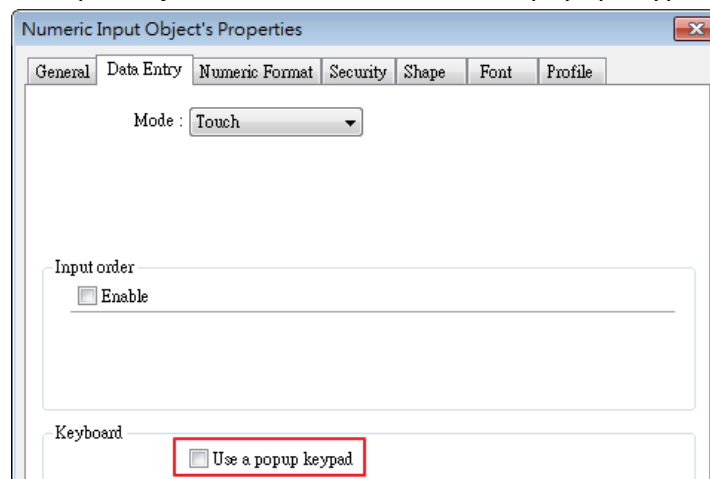 Numeric Input Object's Properties
General Data Entry Numeric Format Security Shape Font Profile
Mode : Touch
Input order
Enable
Keyboard
Use a popup keypad